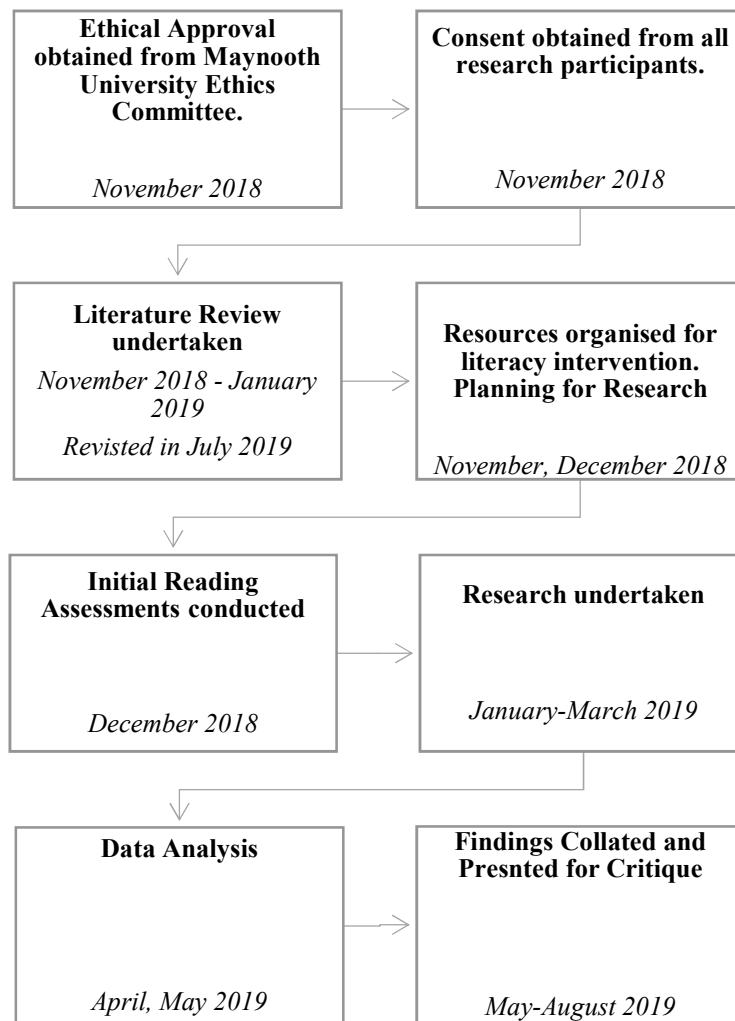 Ethical Approval
obtained from Maynooth
University Ethics
Committee.
November 2018
Consent obtained from all
research participants.
November 2018
Literature Review
undertaken
November 2018 - January
2019
Revisted in July 2019
Resources organised for
literacy intervention.
Planning for Research
November, December 2018
Initial Reading
Assessments conducted
December 2018
Research undertaken
January-March 2019
Data Analysis
April, May 2019
Findings Collated and
Presnted for Critique
May-August 2019